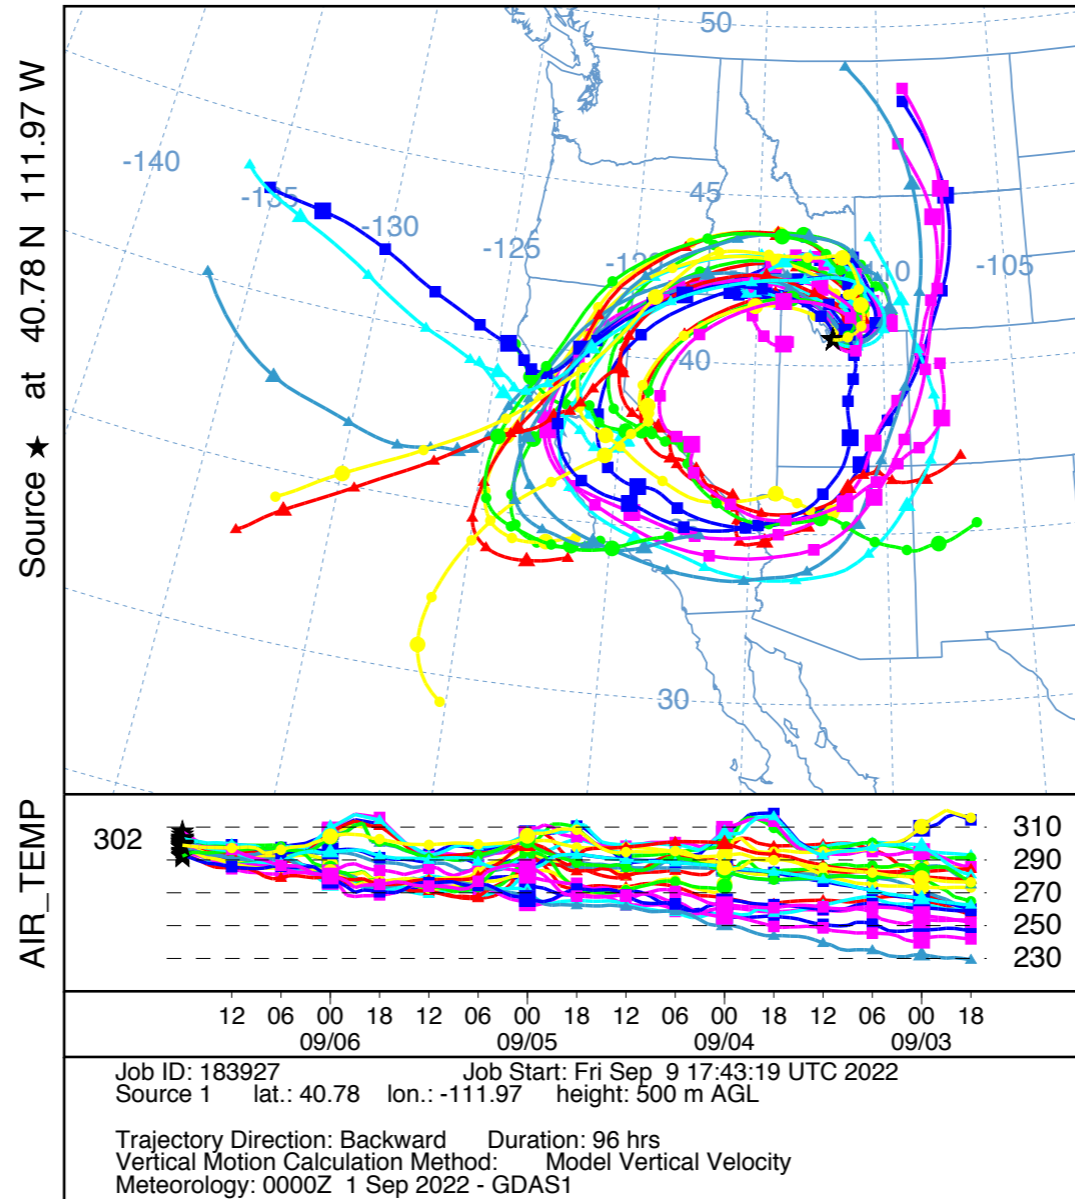 Source ★ at 40.78 N 111.97 W
50
-140
-135
45
-130
-125
-120
-110
-105
40
35
30
AIR_TEMP
302
310
290
270
250
230
12 06 00 18 12 06 00 18 12 06 00 18 12 06 00 18
09/06 09/05 09/04 09/03
Job ID: 183927 Job Start: Fri Sep 9 17:43:19 UTC 2022
Source 1 lat.: 40.78 lon.: -111.97 height: 500 m AGL
Trajectory Direction: Backward Duration: 96 hrs
Vertical Motion Calculation Method: Model Vertical Velocity
Meteorology: 0000Z 1 Sep 2022 - GDAS1